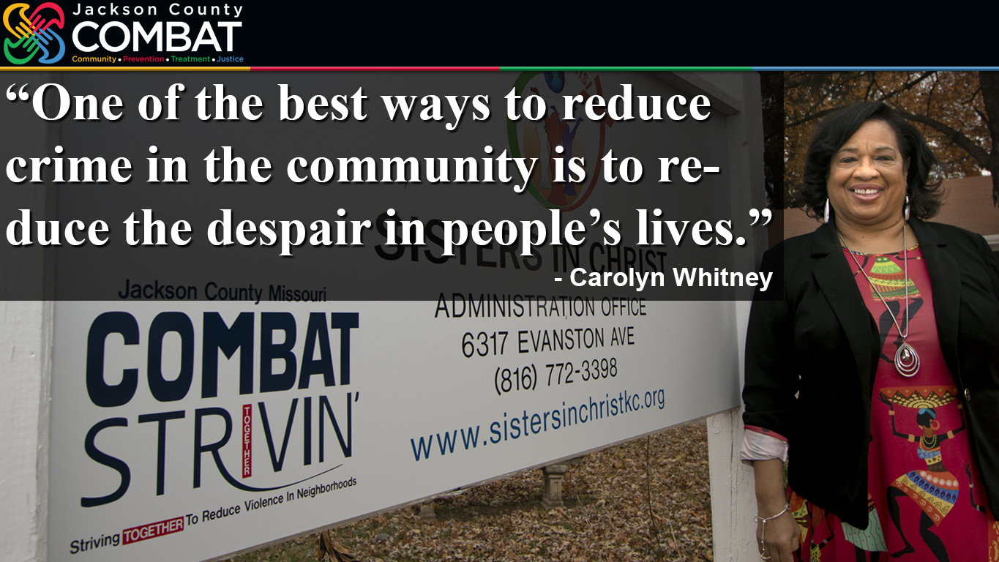 Jackson County
COMBAT
Community • Prevention • Treatment • Justice
“One of the best ways to reduce
crime in the community is to re-
duce the despair in people’s lives.”
- Carolyn Whitney
SISTERS IN CHRIST
Jackson County Missouri
COMBAT
STRIVIN’
TOGETHER
Striving TOGETHER To Reduce Violence In Neighborhoods
ADMINISTRATION OFFICE
6317 EVANSTON AVE
(816) 772-3398
www.sistersinchristkc.org